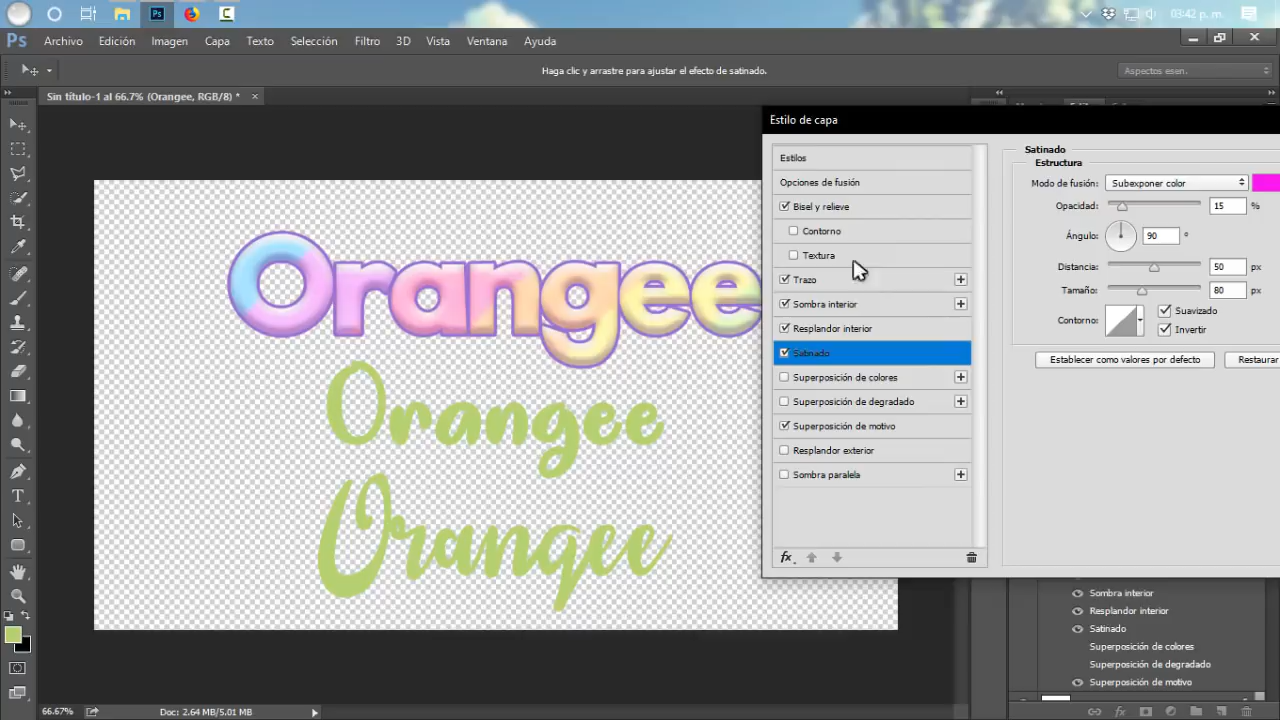 03:42 p. m.
Ps
Archivo
Edición
Imagen
Capa
Texto
Selección
Filtro
3D
Vista
Ventana
Ayuda
Haga clic y arrastre para ajustar el efecto de satinado.
Aspectos esen.
Sin título-1 al 66.7% (Orangee, RGB/8) *
Estilo de capa
Estilos
Opciones de fusión
Bisel y relieve
Contorno
Textura
Trazo
Sombra interior
Resplandor interior
Satinado
Superposición de colores
Superposición de degradado
Superposición de motivo
Resplandor exterior
Sombra paralela
fx
Satinado
Estructura
Modo de fusión: Subexponer color
Opacidad: 15 %
Ángulo: 90 °
Distancia: 50 px
Tamaño: 80 px
Contorno:
Suavizado
Invertir
Establecer como valores por defecto
Restaurar
Orangee
Orangee
Orangee
Sombra interior
Resplandor interior
Satinado
Superposición de colores
Superposición de degradado
Superposición de motivo
fx
66.67%
Doc: 2.64 MB/5.01 MB